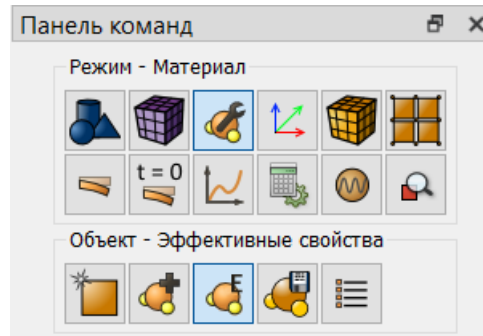 Панель команд
Режим - Материал
t = 0
Объект - Эффективные свойства
E